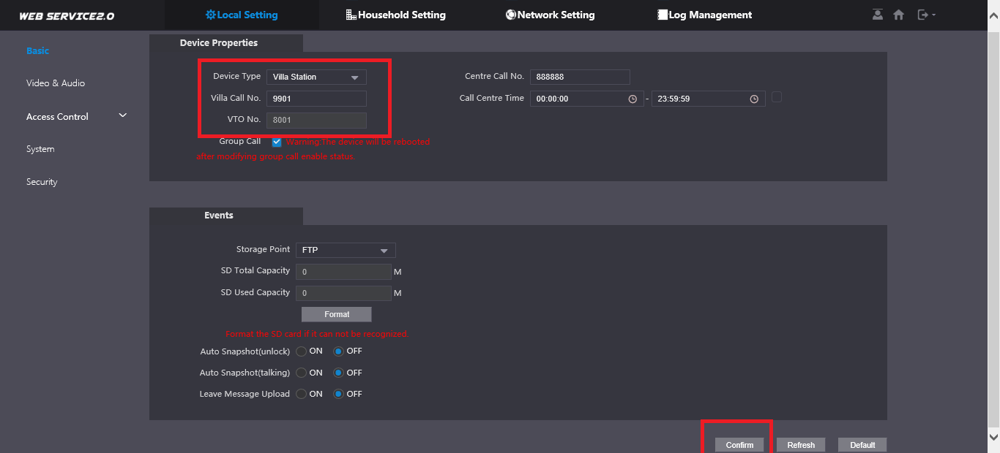 WEB SERVICE2.0
Local Setting
Household Setting
Network Setting
Log Management
Basic
Video & Audio
Access Control
System
Security
Device Properties
Device Type Villa Station
Villa Call No. 9901
VTO No. 8001
Group Call Warning:The device will be rebooted
after modifying group call enable status.
Centre Call No. 888888
Call Centre Time 00:00:00 - 23:59:59
Events
Storage Point FTP
SD Total Capacity 0 M
SD Used Capacity 0 M
Format
Format the SD card if it can not be recognized.
Auto Snapshot(unlock) ON OFF
Auto Snapshot(talking) ON OFF
Leave Message Upload ON OFF
Confirm Refresh Default